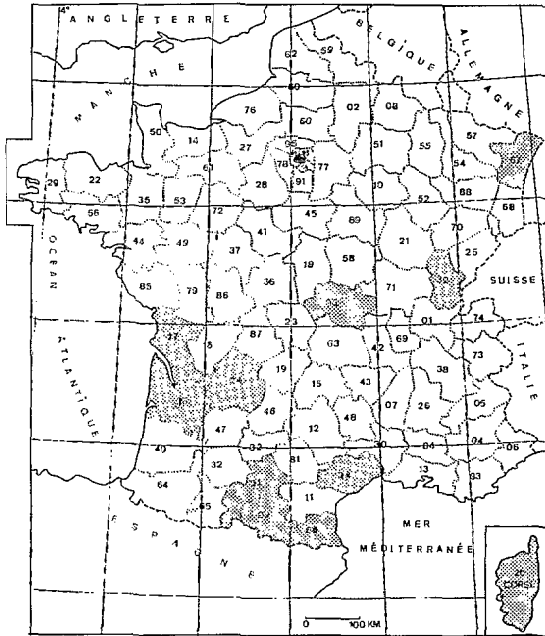 4°
ANGLETERRE
MANCHE
BELGIQUE
ALLEMAGNE
62 59
76 60 02 08
50 14 27 95 51 55 57
61 78 77 54 67
29 22 28 91 10 88
35 53 52 68
56 72 45 89 70
44 49 41 21
37 18 58 25
OCÉAN
85 79 86 36 71 SUISSE
23 01 74
17 87 63 42 69
ATLANTIQUE
24 19 73 ITALIE
38
15 43
46 07 26 05
47 12 48
40 30 84 04 06
32 82 81 34 13 83
64 31
65 11
ESPAGNE
66
MER
MÉDITERRANÉE
2C
CORSE
0 100 KM